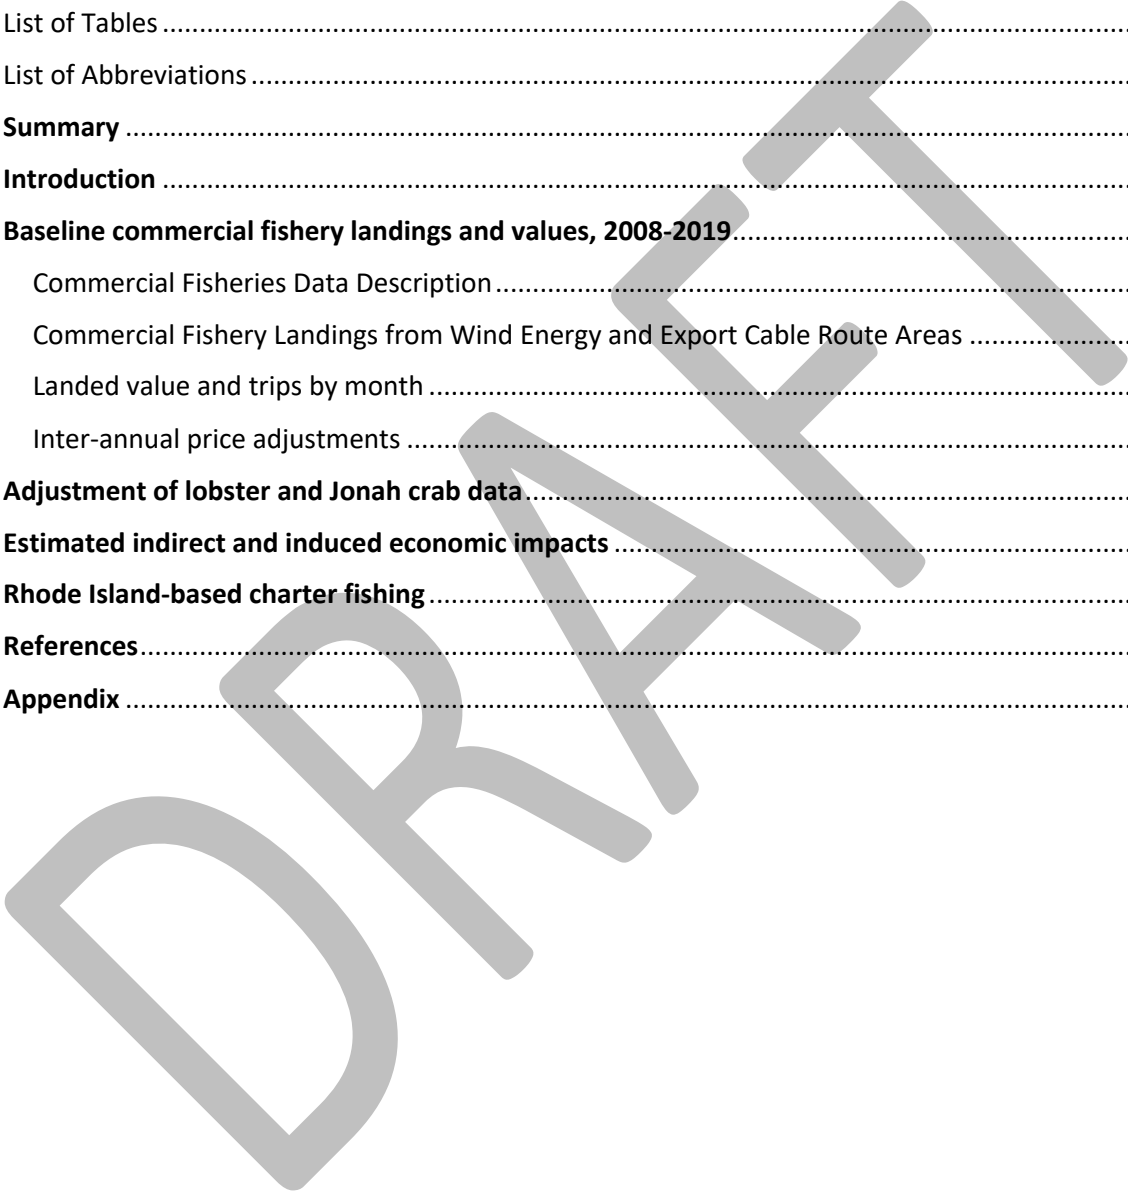 List of Tables ........................................................................................................................
List of Abbreviations ........................................................................................................................
Summary ........................................................................................................................
Introduction ........................................................................................................................
Baseline commercial fishery landings and values, 2008-2019 ............................................................
Commercial Fisheries Data Description ............................................................................................
Commercial Fishery Landings from Wind Energy and Export Cable Route Areas ..............................
Landed value and trips by month ............................................................................................
Inter-annual price adjustments ............................................................................................
Adjustment of lobster and Jonah crab data ............................................................................................
Estimated indirect and induced economic impacts ............................................................................
Rhode Island-based charter fishing ............................................................................................
References ........................................................................................................................
Appendix ........................................................................................................................
DRAFT